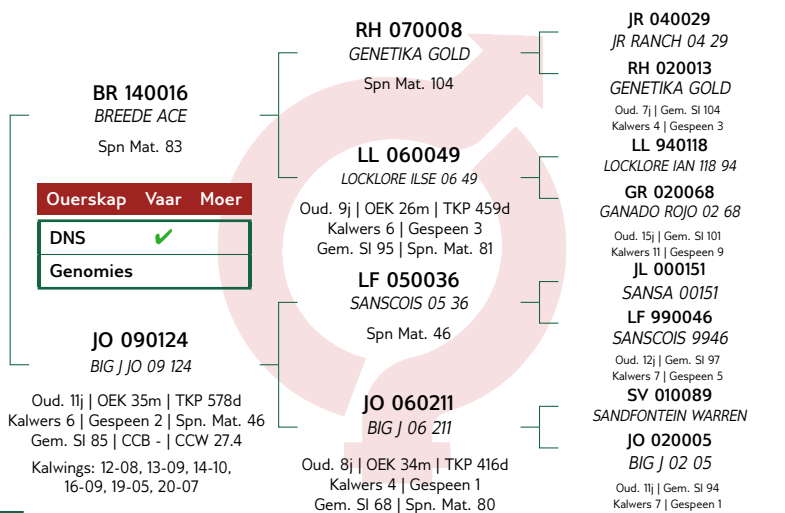 BR 140016
BREEDE ACE
Spn Mat. 83
Ouerskap Vaar Moer
DNS ✔
Genomies
JO 090124
BIG J JO 09 124
Oud. 11j | OEK 35m | TKP 578d
Kalwers 6 | Gespeen 2 | Spn. Mat. 46
Gem. SI 85 | CCB - | CCW 27.4
Kalwings: 12-08, 13-09, 14-10,
16-09, 19-05, 20-07
RH 070008
GENETIKA GOLD
Spn Mat. 104
LL 060049
LOCKLORE ILSE 06 49
Oud. 9j | OEK 26m | TKP 459d
Kalwers 6 | Gespeen 3
Gem. SI 95 | Spn. Mat. 81
LF 050036
SANSCOIS 05 36
Spn Mat. 46
JO 060211
BIG J 06 211
Oud. 8j | OEK 34m | TKP 416d
Kalwers 4 | Gespeen 1
Gem. SI 68 | Spn. Mat. 80
JR 040029
JR RANCH 04 29
RH 020013
GENETIKA GOLD
Oud. 7j | Gem. SI 104
Kalwers 4 | Gespeen 3
LL 940118
LOCKLORE IAN 118 94
GR 020068
GANADO ROJO 02 68
Oud. 15j | Gem. SI 101
Kalwers 11 | Gespeen 9
JL 000151
SANSA 00151
LF 990046
SANSCOIS 9946
Oud. 12j | Gem. SI 97
Kalwers 7 | Gespeen 5
SV 010089
SANDFONTEIN WARREN
JO 020005
BIG J 02 05
Oud. 11j | Gem. SI 94
Kalwers 7 | Gespeen 1